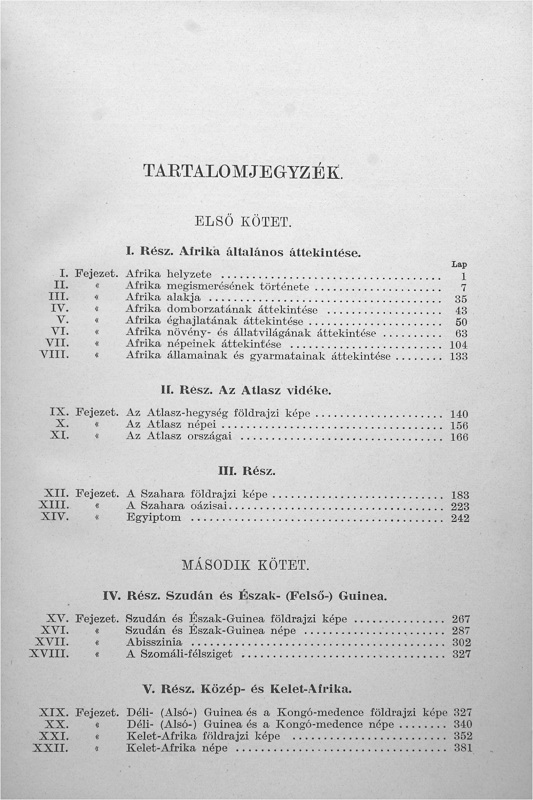 TARTALOMJEGYZÉK.
ELSŐ KÖTET.
I. Rész. Afrika általános áttekintése.
Lap
I. Fejezet. Afrika helyzete ........ 1
II. « Afrika megismerésének története ........ 7
III. « Afrika alakja ........ 35
IV. « Afrika domborzatának áttekintése ........ 43
V. « Afrika éghajlatának áttekintése ........ 50
VI. « Afrika növény- és állatvilágának áttekintése ........ 63
VII. « Afrika népeinek áttekintése ........ 104
VIII. « Afrika államainak és gyarmatainak áttekintése ........ 133
II. Rész. Az Atlasz vidéke.
IX. Fejezet. Az Atlasz-hegység földrajzi képe ........ 140
X. « Az Atlasz népei ........ 156
XI. « Az Atlasz országai ........ 166
III. Rész.
XII. Fejezet. A Szahara földrajzi képe ........ 183
XIII. « A Szahara oázisai ........ 223
XIV. « Egyiptom ........ 242
MÁSODIK KÖTET.
IV. Rész. Szudán és Észak- (Felső-) Guinea.
XV. Fejezet. Szudán és Észak-Guinea földrajzi képe ........ 267
XVI. « Szudán és Észak-Guinea népe ........ 287
XVII. « Abisszinia ........ 302
XVIII. « A Szomáli-félsziget ........ 327
V. Rész. Közép- és Kelet-Afrika.
XIX. Fejezet. Déli- (Alsó-) Guinea és a Kongó-medence földrajzi képe 327
XX. « Déli- (Alsó-) Guinea és a Kongó-medence népe ........ 340
XXI. « Kelet-Afrika földrajzi képe ........ 352
XXII. « Kelet-Afrika népe ........ 381